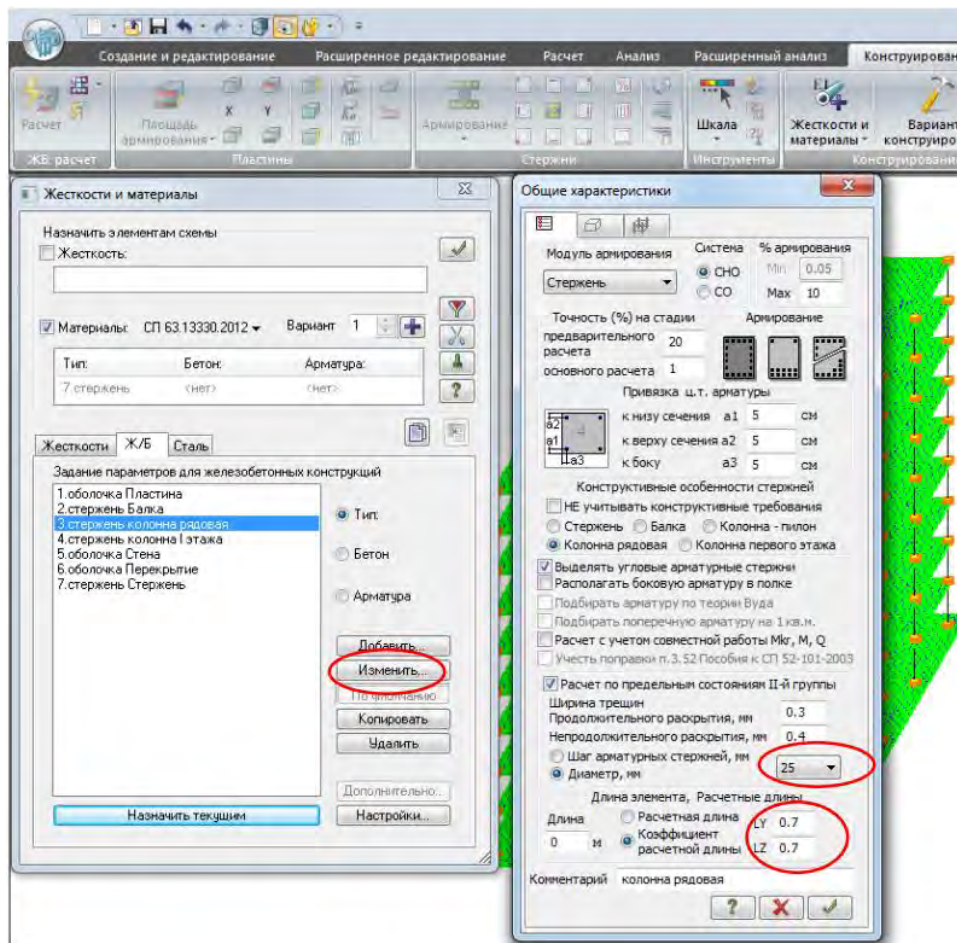 Создание и редактирование Расширенное редактирование Расчет Анализ Расширенный анализ Конструирован
Расчет
Площадь армирования
X Y
Армирование
Шкала
Жесткости и материалы
Вариант конструиро
ЖБ: расчет Пластины Стержни Инструменты Конструирование
Жесткости и материалы
Назначить элементам схемы
Жесткость:
Материалы: СП 63.13330.2012 Вариант 1
Тип: Бетон: Арматура:
7.стержень <нет> <нет>
Жесткости Ж/Б Сталь
Задание параметров для железобетонных конструкций
1.оболочка Пластина
2.стержень Балка
3.стержень колонна рядовая
4.стержень колонна I этажа
5.оболочка Стена
6.оболочка Перекрытие
7.стержень Стержень
Тип:
Бетон
Арматура
Добавить...
Изменить...
По умолчанию
Копировать
Удалить
Дополнительно..
Назначить текущим
Настройки...
Общие характеристики
Модуль армирования Система % армирования
Стержень СНО Min 0.05
СО Max 10
Точность (%) на стадии Армирование
предварительного
расчета 20
основного расчета 1
Привязка ц.т. арматуры
a2
a1
a3
к низу сечения a1 5 см
к верху сечения a2 5 см
к боку a3 5 см
Конструктивные особенности стержней
НЕ учитывать конструктивные требования
Стержень Балка Колонна - пилон
Колонна рядовая Колонна первого этажа
Выделять угловые арматурные стержни
Располагать боковую арматуру в полке
Подбирать арматуру по теории Вуда
Подбирать поперечную арматуру на 1 кв.м.
Расчет с учетом совместной работы Mkr, M, Q
Учесть поправки п.3.52 Пособия к СП 52-101-2003
Расчет по предельным состояниям II-й группы
Ширина трещин
Продолжительного раскрытия, мм 0.3
Непродолжительного раскрытия, мм 0.4
Шаг арматурных стержней, мм
Диаметр, мм 25
Длина элемента, Расчетные длины
Длина Расчетная длина LY 0.7
0 м Коэффициент
расчетной длины LZ 0.7
Комментарий колонна рядовая